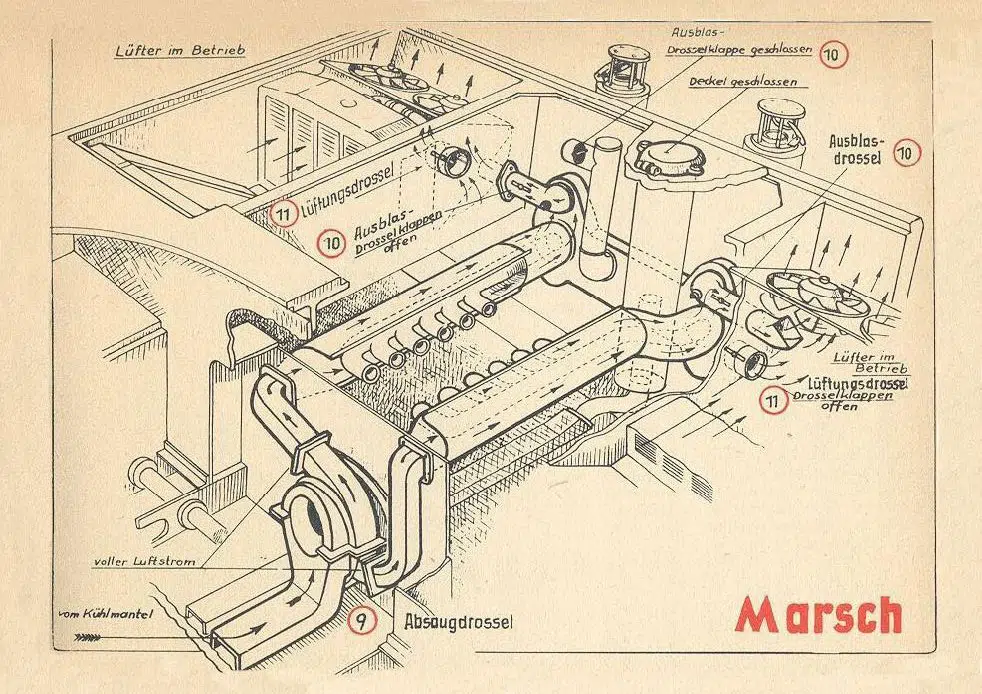 Lüfter im Betrieb
Ausblas-
Drosselklappe geschlossen
10
Deckel geschlossen
Ausblas-
drossel
10
11
Lüftungsdrossel
10
Ausblas-
Drosselklappen
offen
Lüfter im
Betrieb
Lüftungsdrossel
11
Drosselklappen
offen
voller Luftstrom
vom Kühlmantel
9
Absaugdrossel
Marsch